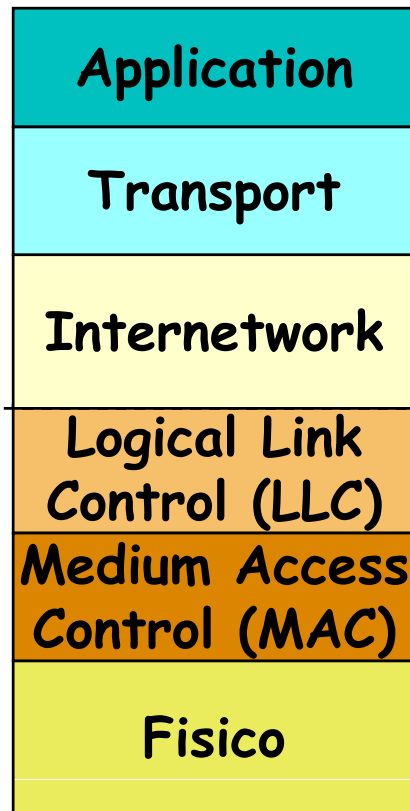 Application
Transport
Internetwork
Logical Link
Control (LLC)
Medium Access
Control (MAC)
Fisico